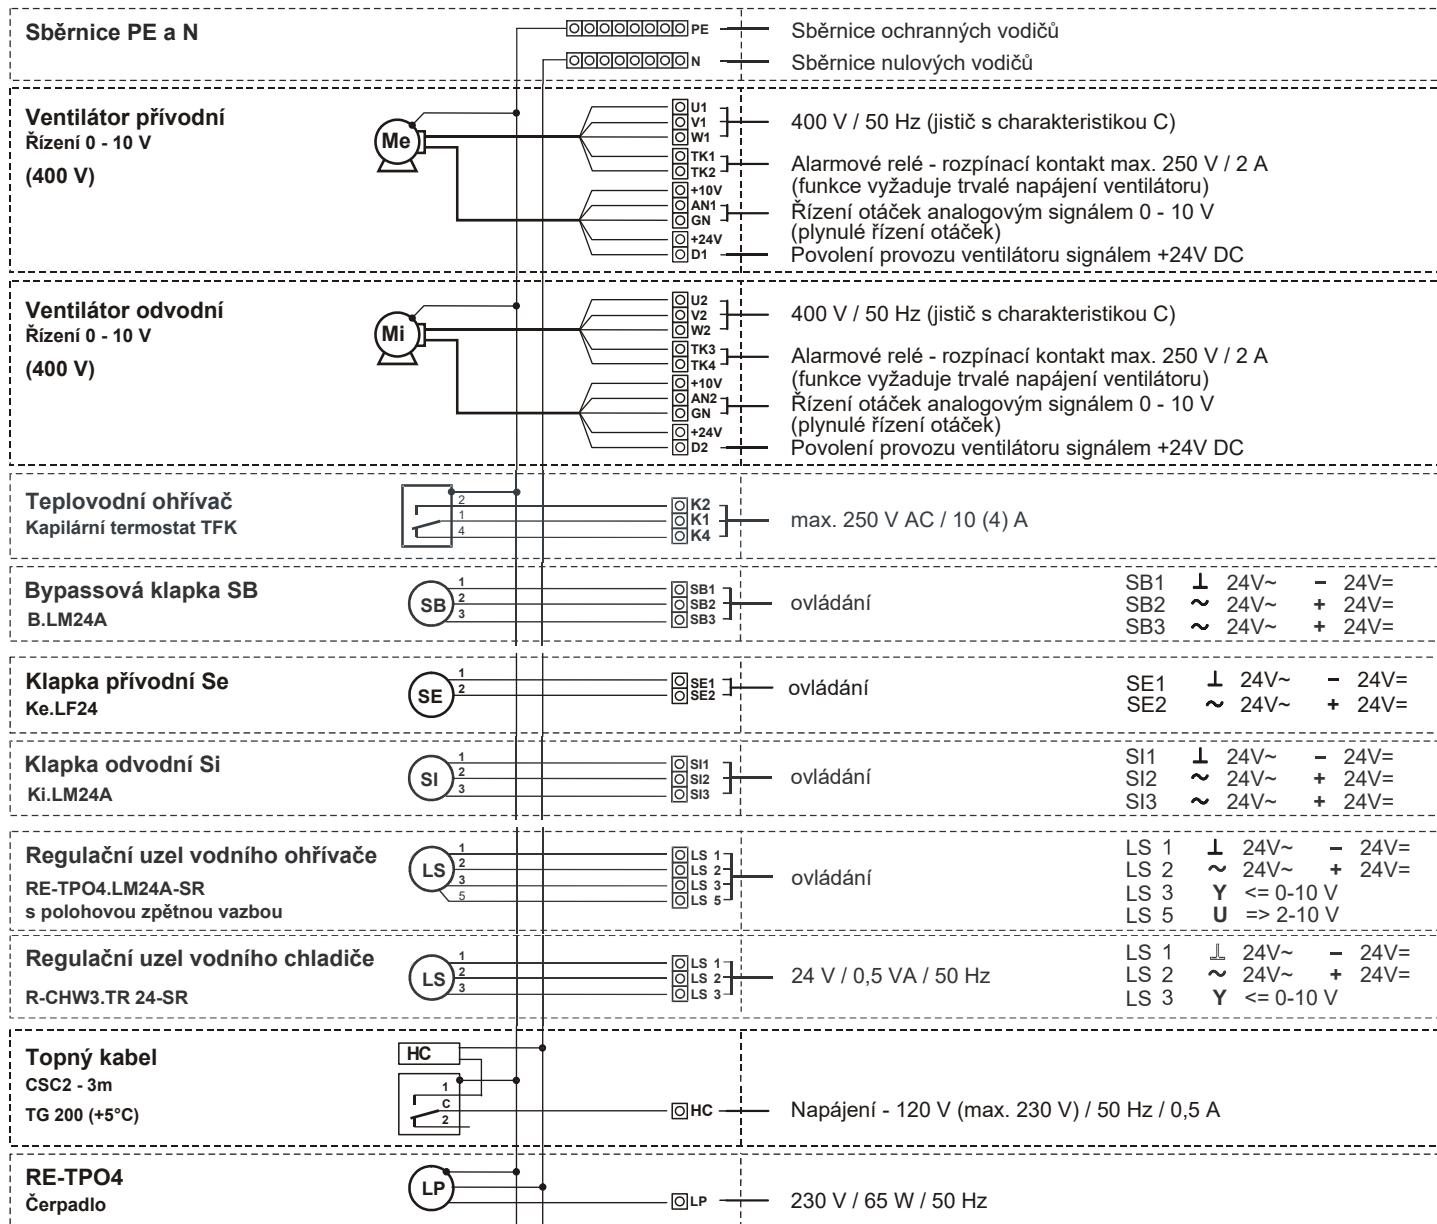 Sběrnice PE a N
PE
Sběrnice ochranných vodičů
N
Sběrnice nulových vodičů
Ventilátor přívodní
Řízení 0 - 10 V
(400 V)
Me
U1
V1
W1
TK1
TK2
+10V
AN1
GN
+24V
D1
400 V / 50 Hz (jistič s charakteristikou C)
Alarmové relé - rozpínací kontakt max. 250 V / 2 A
(funkce vyžaduje trvalé napájení ventilátoru)
Řízení otáček analogovým signálem 0 - 10 V
(plynulé řízení otáček)
Povolení provozu ventilátoru signálem +24V DC
Ventilátor odvodní
Řízení 0 - 10 V
(400 V)
Mi
U2
V2
W2
TK3
TK4
+10V
AN2
GN
+24V
D2
400 V / 50 Hz (jistič s charakteristikou C)
Alarmové relé - rozpínací kontakt max. 250 V / 2 A
(funkce vyžaduje trvalé napájení ventilátoru)
Řízení otáček analogovým signálem 0 - 10 V
(plynulé řízení otáček)
Povolení provozu ventilátoru signálem +24V DC
Teplovodní ohřívač
Kapilární termostat TFK
2
1
4
K2
K1
K4
max. 250 V AC / 10 (4) A
Bypassová klapka SB
B.LM24A
SB
1
2
3
SB1
SB2
SB3
ovládání
SB1 ⊥ 24V~ – 24V=
SB2 ~ 24V~ + 24V=
SB3 ~ 24V~ + 24V=
Klapka přívodní Se
Ke.LF24
SE
1
2
SE1
SE2
ovládání
SE1 ⊥ 24V~ – 24V=
SE2 ~ 24V~ + 24V=
Klapka odvodní Si
Ki.LM24A
SI
1
2
3
SI1
SI2
SI3
ovládání
SI1 ⊥ 24V~ – 24V=
SI2 ~ 24V~ + 24V=
SI3 ~ 24V~ + 24V=
Regulační uzel vodního ohřívače
RE-TPO4.LM24A-SR
s polohovou zpětnou vazbou
LS
1
2
3
5
LS 1
LS 2
LS 3
LS 5
ovládání
LS 1 ⊥ 24V~ – 24V=
LS 2 ~ 24V~ + 24V=
LS 3 Y <= 0-10 V
LS 5 U => 2-10 V
Regulační uzel vodního chladiče
R-CHW3.TR 24-SR
LS
1
2
3
LS 1
LS 2
LS 3
24 V / 0,5 VA / 50 Hz
LS 1 ⊥ 24V~ – 24V=
LS 2 ~ 24V~ + 24V=
LS 3 Y <= 0-10 V
Topný kabel
CSC2 - 3m
TG 200 (+5°C)
HC
1
C
2
HC
Napájení - 120 V (max. 230 V) / 50 Hz / 0,5 A
RE-TPO4
Čerpadlo
LP
LP
230 V / 65 W / 50 Hz